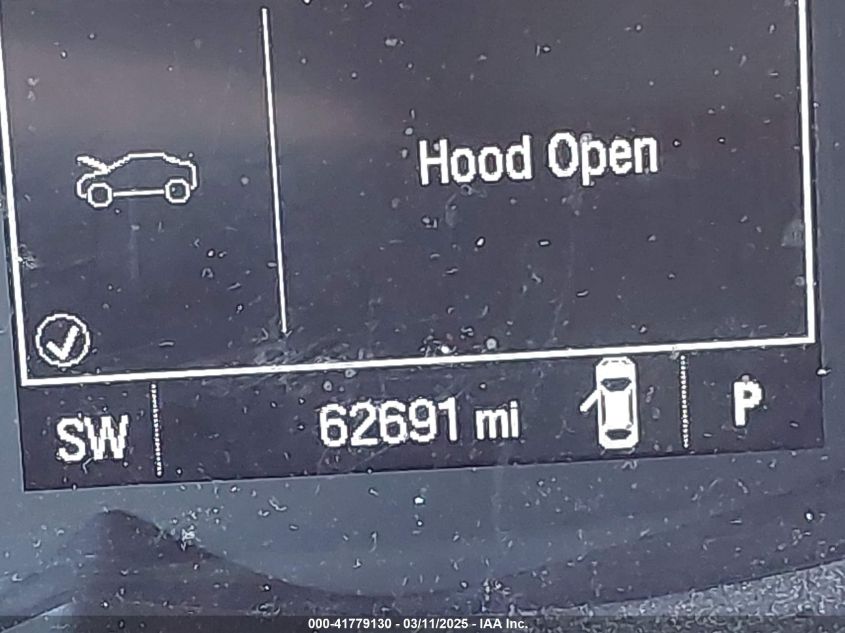 Hood Open
SW 62691 mi P
000-41779130 - 03/11/2025 - IAA Inc.